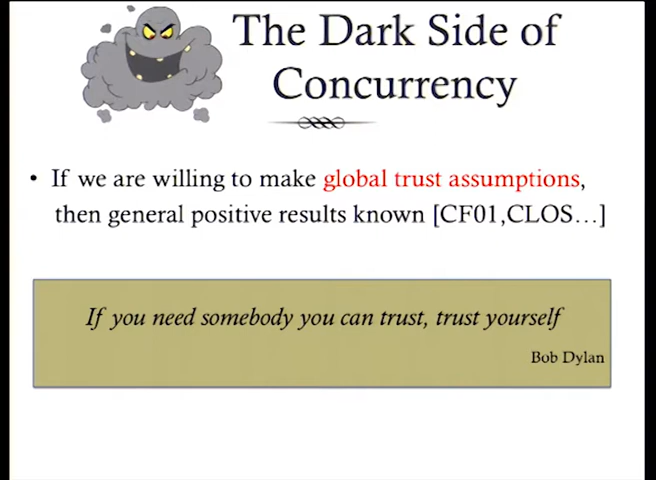 The Dark Side of
Concurrency
• If we are willing to make global trust assumptions,
then general positive results known [CF01,CLOS…]
If you need somebody you can trust, trust yourself
Bob Dylan